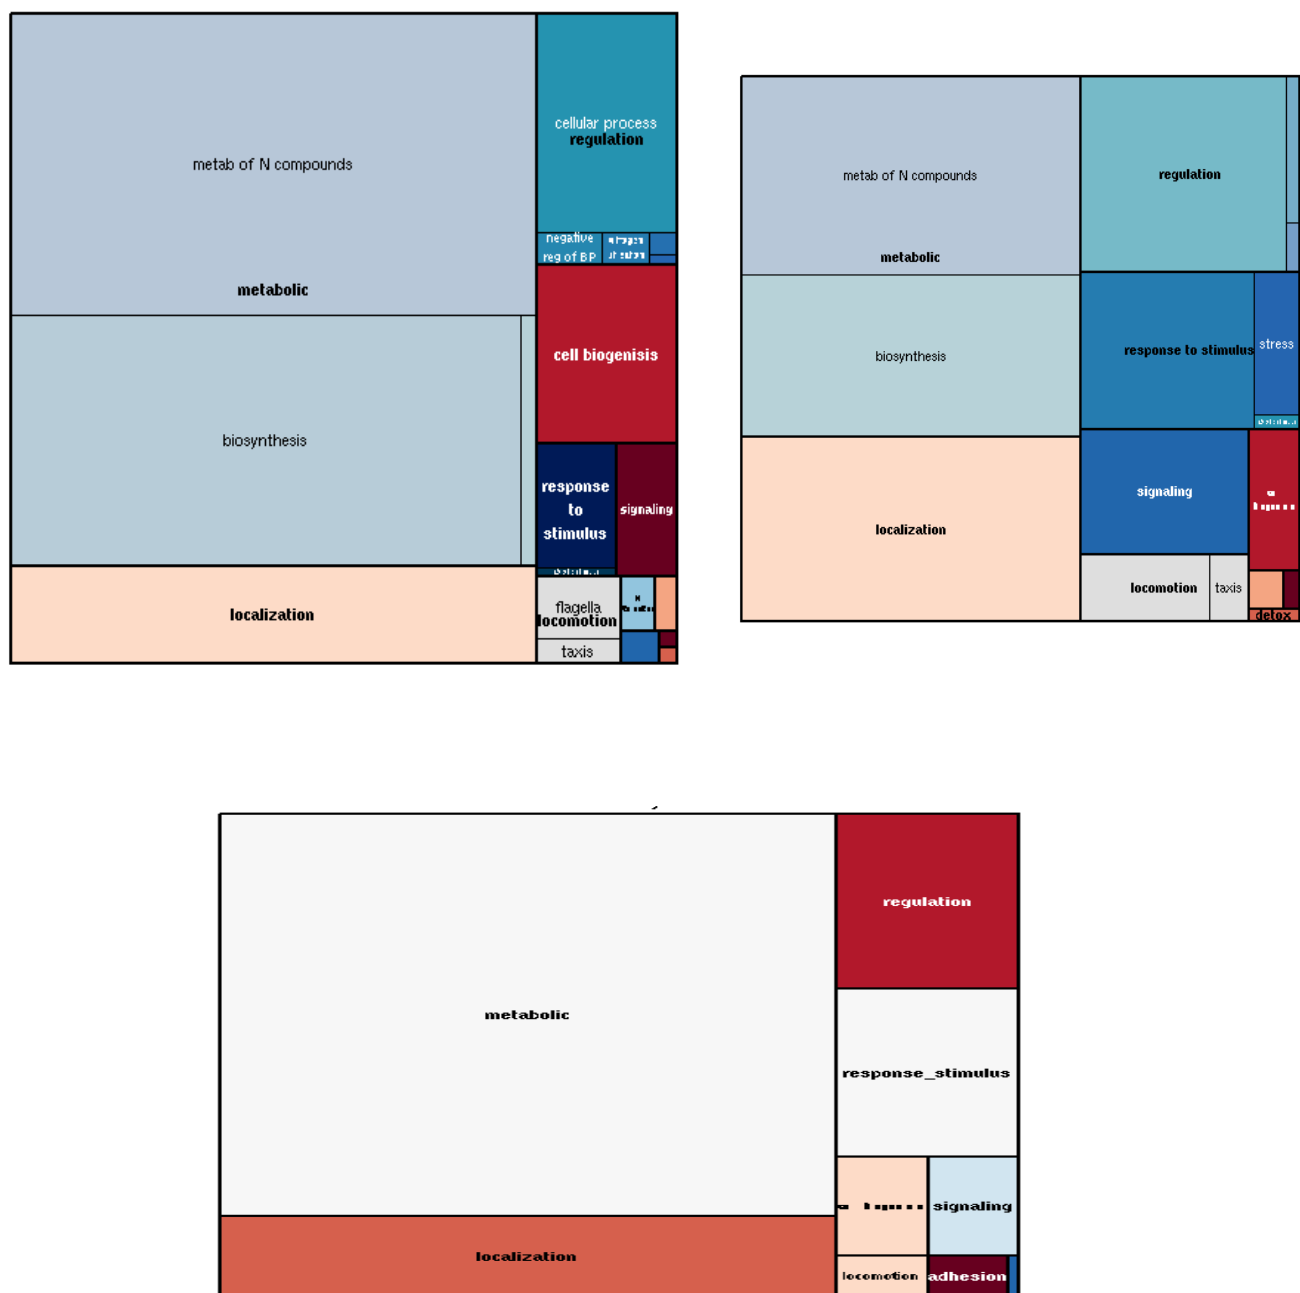 cellular process
regulation
metab of N compounds
negative
reg of BP
metabolic
cell biogenisis
biosynthesis
response
to
stimulus
signaling
flagella
locomotion
taxis
localization
metab of N compounds
regulation
metabolic
biosynthesis
response to stimulus
stress
signaling
localization
locomotion
taxis
detox
regulation
metabolic
response_stimulus
signaling
localization
locomotion
adhesion